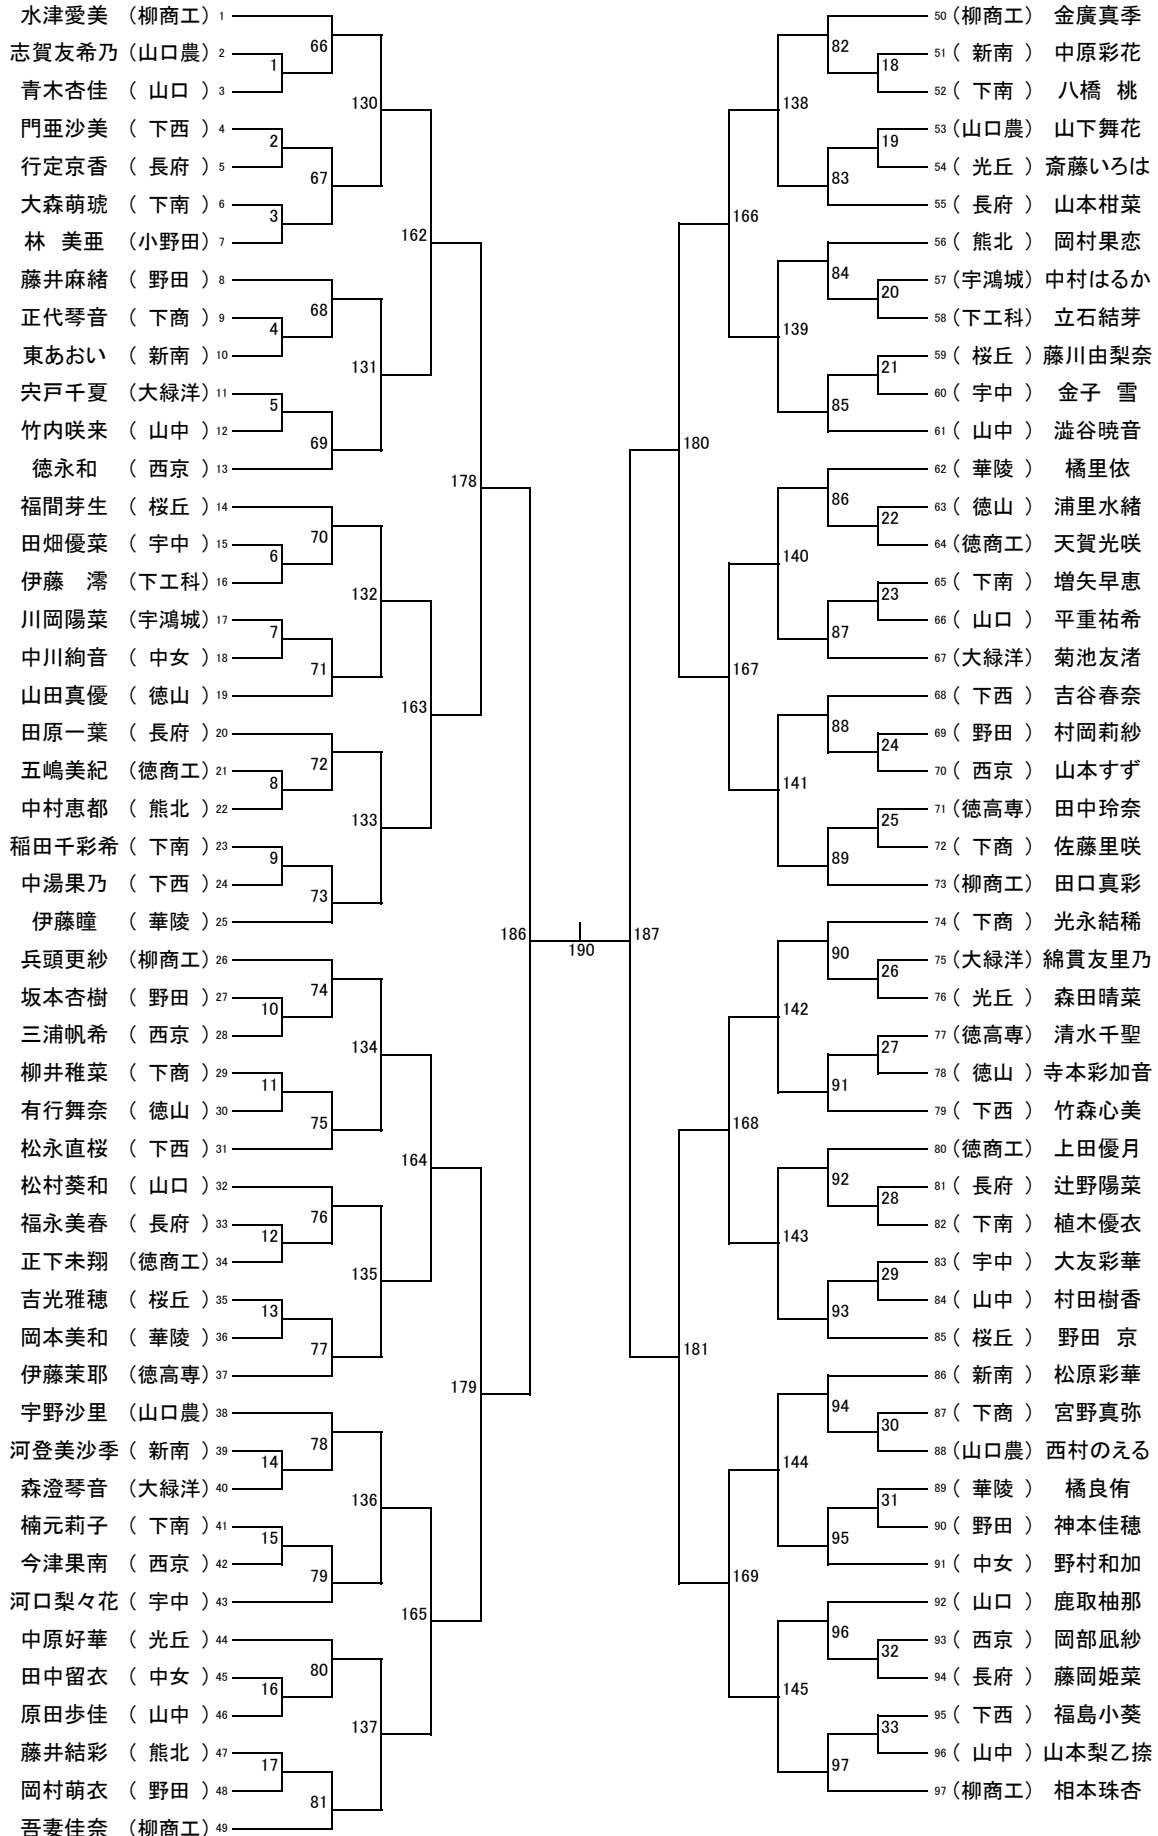 水津愛美 (柳商工) 1
志賀友希乃 (山口農) 2
青木杏佳 ( 山口 ) 3
門亜沙美 ( 下西 ) 4
行定京香 ( 長府 ) 5
大森萌琥 ( 下南 ) 6
林 美亜 (小野田) 7
藤井麻緒 ( 野田 ) 8
正代琴音 ( 下商 ) 9
東あおい ( 新南 ) 10
宍戸千夏 (大緑洋) 11
竹内咲来 ( 山中 ) 12
徳永和 ( 西京 ) 13
福間芽生 ( 桜丘 ) 14
田畑優菜 ( 宇中 ) 15
伊藤 澪 (下工科) 16
川岡陽菜 (宇鴻城) 17
中川絢音 ( 中女 ) 18
山田真優 ( 徳山 ) 19
田原一葉 ( 長府 ) 20
五嶋美紀 (徳商工) 21
中村恵都 ( 熊北 ) 22
稲田千彩希 ( 下南 ) 23
中湯果乃 ( 下西 ) 24
伊藤瞳 ( 華陵 ) 25
兵頭更紗 (柳商工) 26
坂本杏樹 ( 野田 ) 27
三浦帆希 ( 西京 ) 28
柳井稚菜 ( 下商 ) 29
有行舞奈 ( 徳山 ) 30
松永直桜 ( 下西 ) 31
松村葵和 ( 山口 ) 32
福永美春 ( 長府 ) 33
正下未翔 (徳商工) 34
吉光雅穂 ( 桜丘 ) 35
岡本美和 ( 華陵 ) 36
伊藤茉耶 (徳高専) 37
宇野沙里 (山口農) 38
河登美沙季 ( 新南 ) 39
森澄琴音 (大緑洋) 40
楠元莉子 ( 下南 ) 41
今津果南 ( 西京 ) 42
河口梨々花 ( 宇中 ) 43
中原好華 ( 光丘 ) 44
田中留衣 ( 中女 ) 45
原田歩佳 ( 山中 ) 46
藤井結彩 ( 熊北 ) 47
岡村萌衣 ( 野田 ) 48
吾妻佳奈 (柳商工) 49
1
2
3
4
5
6
7
8
9
10
11
12
13
14
15
16
17
66
67
68
69
70
71
72
73
74
75
76
77
78
79
80
81
130
131
132
133
134
135
136
137
162
163
164
165
178
179
186
190
187
180
181
166
167
168
169
138
139
140
141
142
143
144
145
82
83
84
85
86
87
88
89
90
91
92
93
94
95
96
97
18
19
20
21
22
23
24
25
26
27
28
29
30
31
32
33
50 (柳商工) 金廣真季
51 ( 新南 ) 中原彩花
52 ( 下南 ) 八橋 桃
53 (山口農) 山下舞花
54 ( 光丘 ) 斎藤いろは
55 ( 長府 ) 山本柑菜
56 ( 熊北 ) 岡村果恋
57 (宇鴻城) 中村はるか
58 (下工科) 立石結芽
59 ( 桜丘 ) 藤川由梨奈
60 ( 宇中 ) 金子 雪
61 ( 山中 ) 澁谷暁音
62 ( 華陵 ) 橘里依
63 ( 徳山 ) 浦里水緒
64 (徳商工) 天賀光咲
65 ( 下南 ) 増矢早恵
66 ( 山口 ) 平重祐希
67 (大緑洋) 菊池友渚
68 ( 下西 ) 吉谷春奈
69 ( 野田 ) 村岡莉紗
70 ( 西京 ) 山本すず
71 (徳高専) 田中玲奈
72 ( 下商 ) 佐藤里咲
73 (柳商工) 田口真彩
74 ( 下商 ) 光永結稀
75 (大緑洋) 綿貫友里乃
76 ( 光丘 ) 森田晴菜
77 (徳高専) 清水千聖
78 ( 徳山 ) 寺本彩加音
79 ( 下西 ) 竹森心美
80 (徳商工) 上田優月
81 ( 長府 ) 辻野陽菜
82 ( 下南 ) 植木優衣
83 ( 宇中 ) 大友彩華
84 ( 山中 ) 村田樹香
85 ( 桜丘 ) 野田 京
86 ( 新南 ) 松原彩華
87 ( 下商 ) 宮野真弥
88 (山口農) 西村のえる
89 ( 華陵 ) 橘良侑
90 ( 野田 ) 神本佳穂
91 ( 中女 ) 野村和加
92 ( 山口 ) 鹿取柚那
93 ( 西京 ) 岡部凪紗
94 ( 長府 ) 藤岡姫菜
95 ( 下西 ) 福島小葵
96 ( 山中 ) 山本梨乙捺
97 (柳商工) 相本珠杏